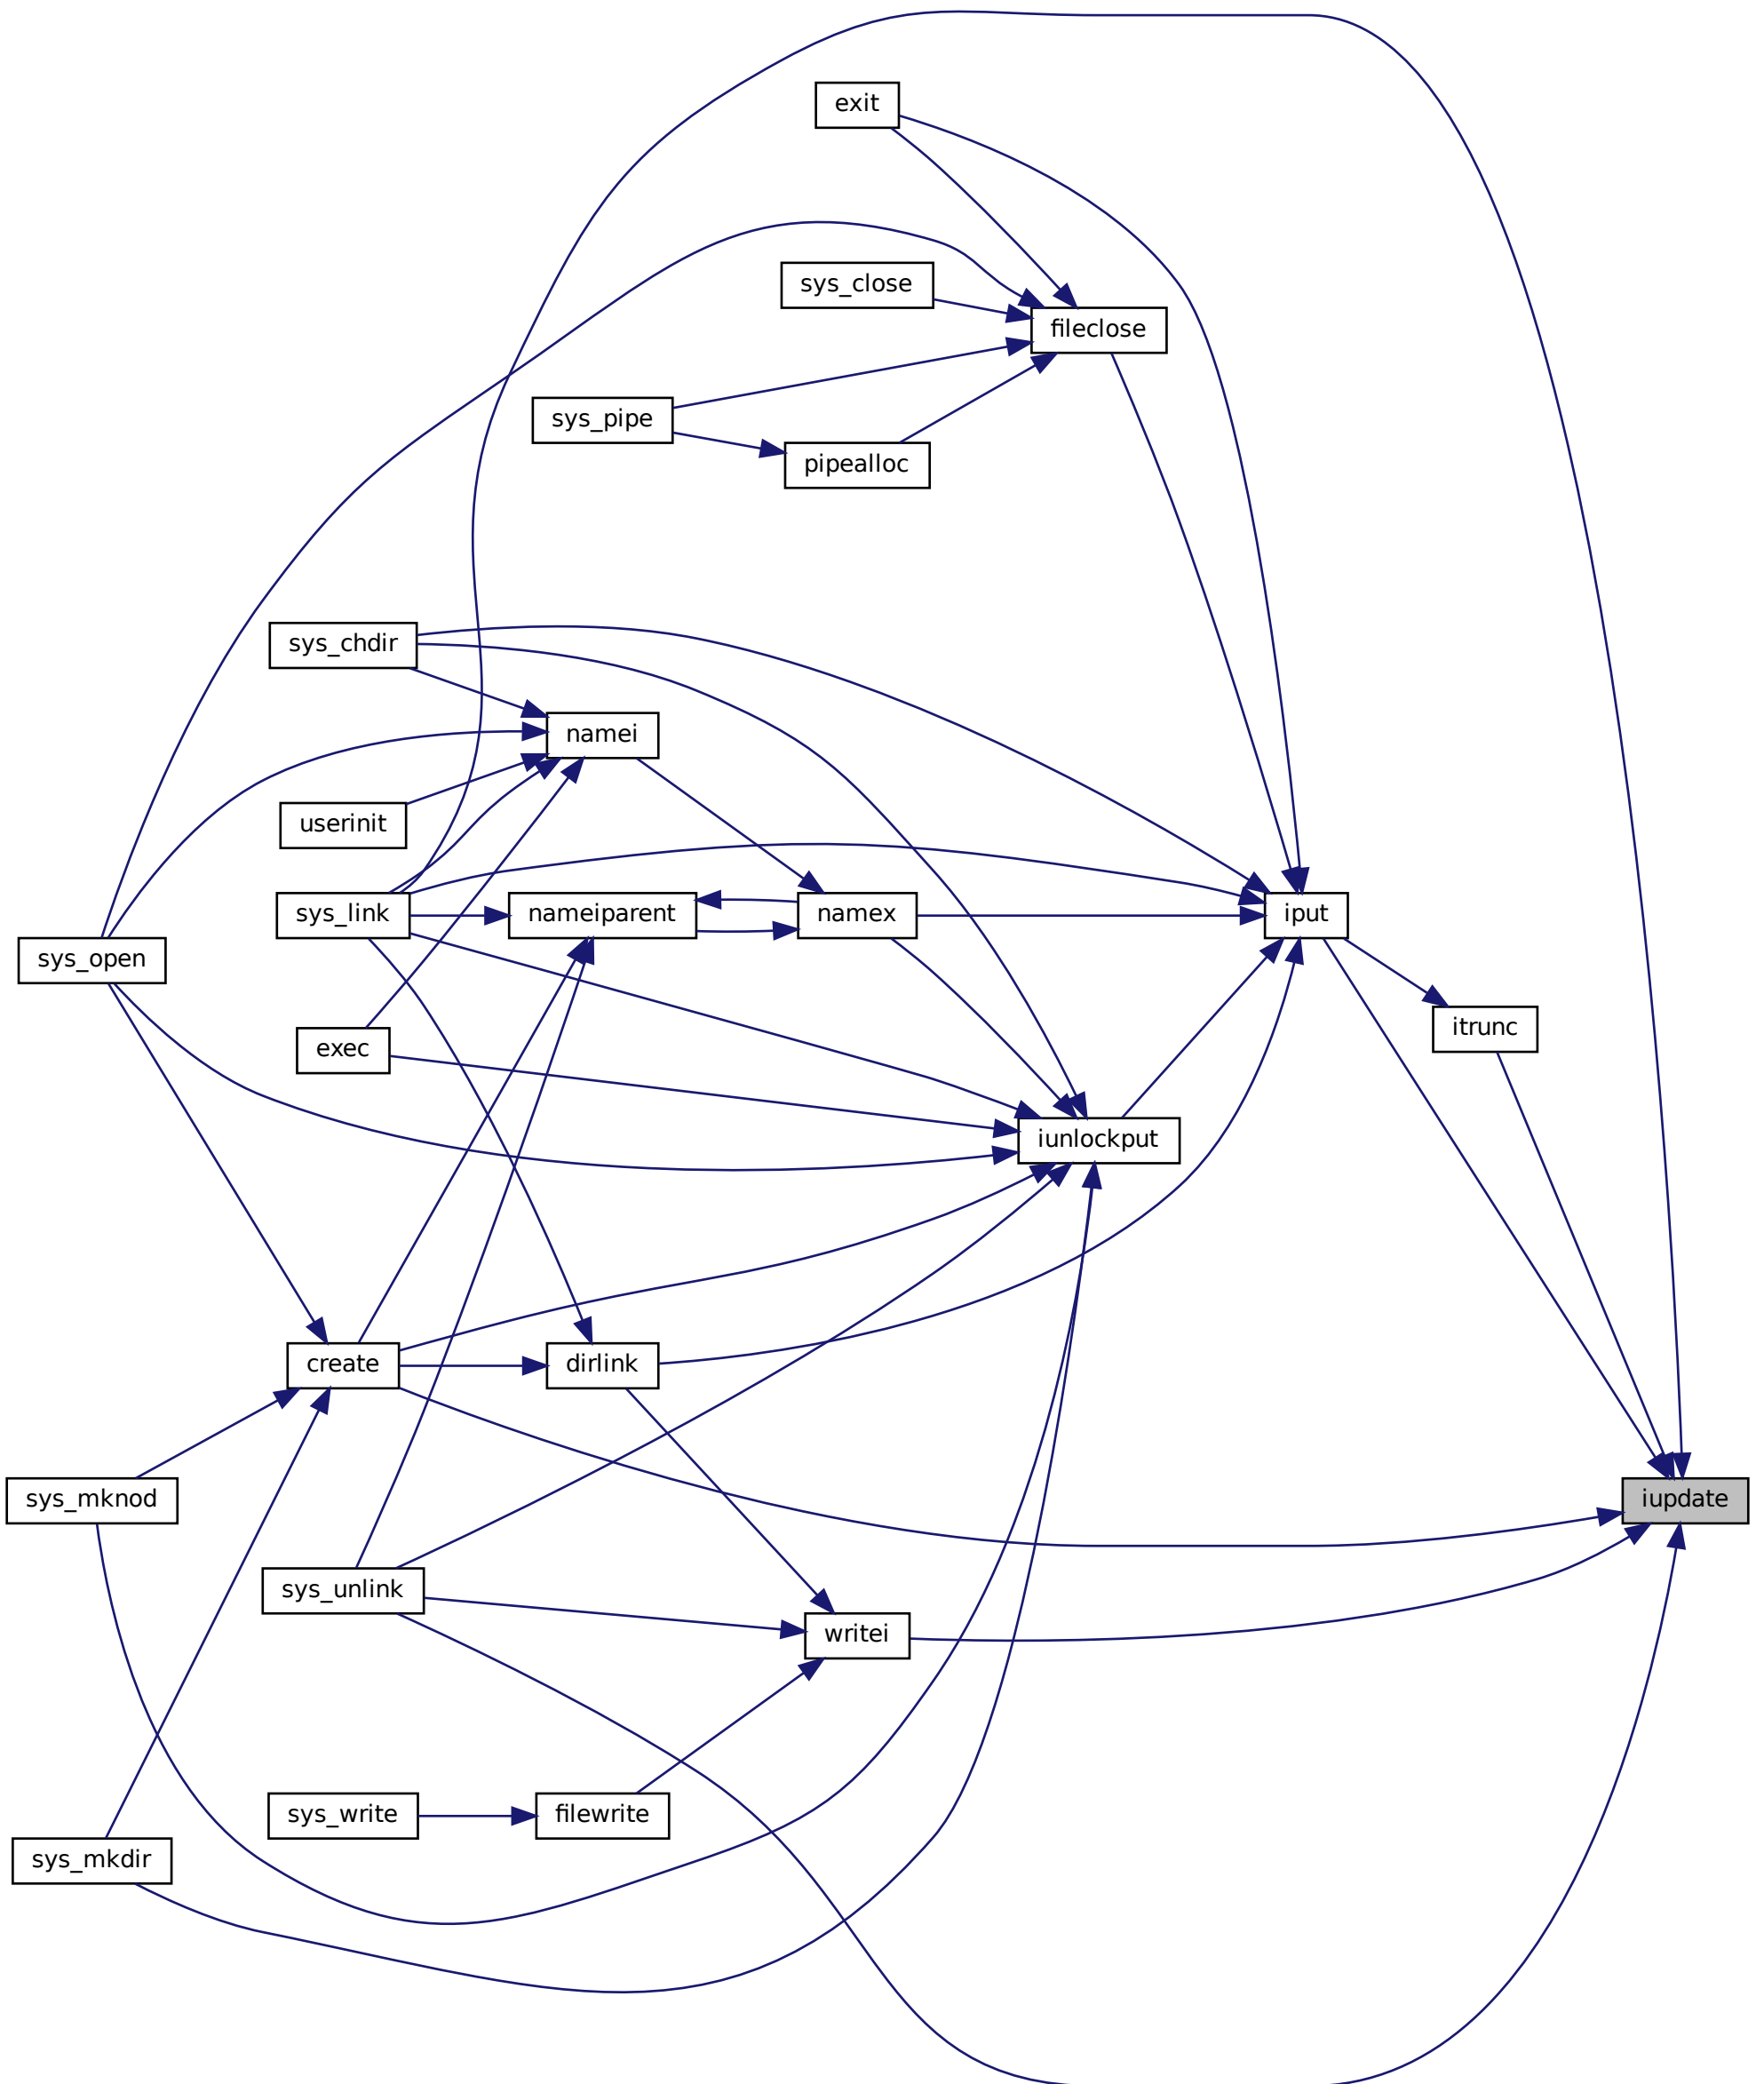 exit
sys_close
fileclose
sys_pipe
pipealloc
sys_chdir
namei
userinit
sys_link
nameiparent
namex
iput
sys_open
itrunc
exec
iunlockput
create
dirlink
sys_mknod
iupdate
sys_unlink
writei
sys_write
filewrite
sys_mkdir